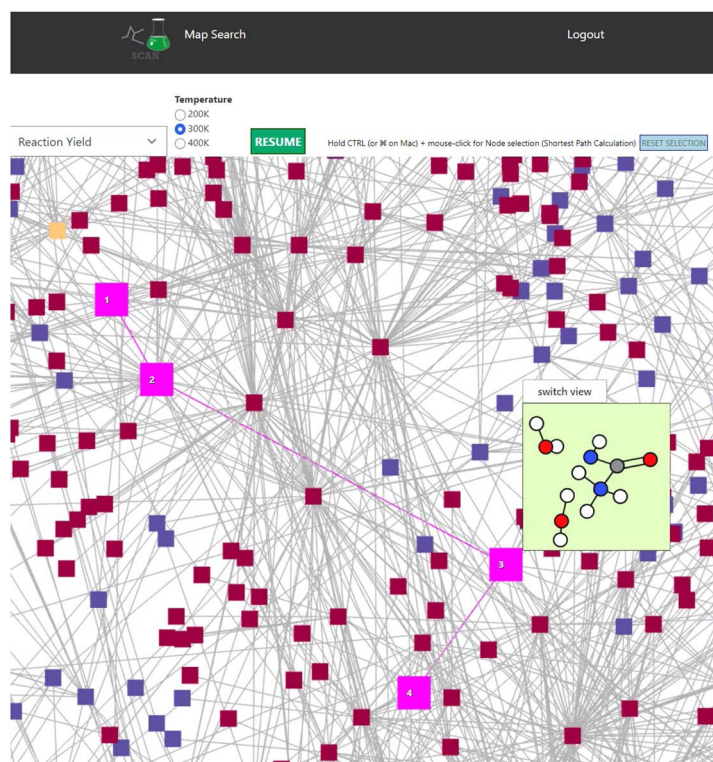 SCAN
Map Search
Logout
Temperature
200K
300K
400K
Reaction Yield
RESUME
Hold CTRL (or ⌘ on Mac) + mouse-click for Node selection (Shortest Path Calculation)
RESET SELECTION
1
2
switch view
3
4